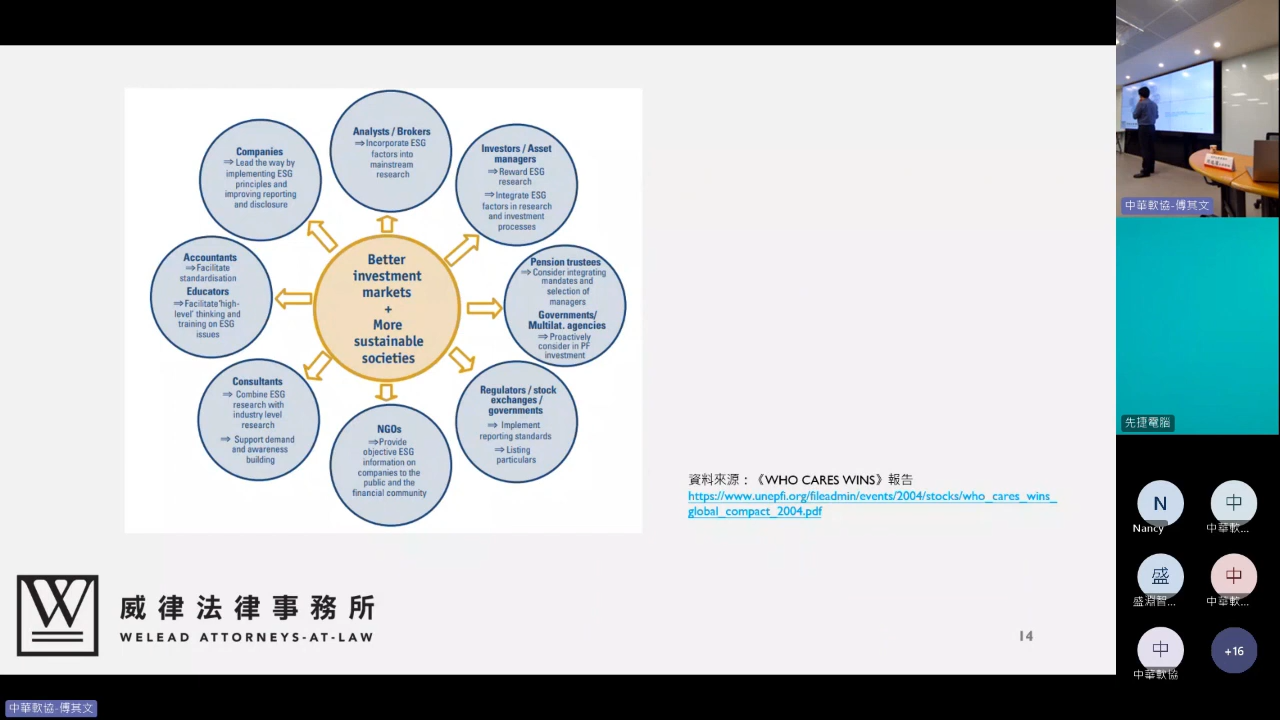 Analysts / Brokers
⇒ Incorporate ESG
factors into
mainstream
research
Investors / Asset
managers
⇒ Reward ESG
research
⇒ Integrate ESG
factors in research
and investment
processes
Pension trustees
⇒ Consider integrating
mandates and
selection of
managers
Governments/
Multilat. agencies
⇒ Proactively
consider in PF
investment
Regulators / stock
exchanges /
governments
⇒ Implement
reporting standards
⇒ Listing
particulars
NGOs
⇒ Provide
objective ESG
information on
companies to the
public and the
financial community
Consultants
⇒ Combine ESG
research with
industry level
research
⇒ Support demand
and awareness
building
Accountants
⇒ Facilitate
standardisation
Educators
⇒ Facilitate 'high-
level' thinking and
training on ESG
issues
Companies
⇒ Lead the way by
implementing ESG
principles and
improving reporting
and disclosure
Better
investment
markets
+
More
sustainable
societies
資料來源：《WHO CARES WINS》報告
https://www.unepfi.org/fileadmin/events/2004/stocks/who_cares_wins_
global_compact_2004.pdf
W
威律法律事務所
WELEAD ATTORNEYS-AT-LAW
14
中華軟協-傅其文
先捷電腦
N
Nancy
中
中華軟...
盛
盛淵智...
中
中華軟...
中
中華軟協
+16
中華軟協-傅其文